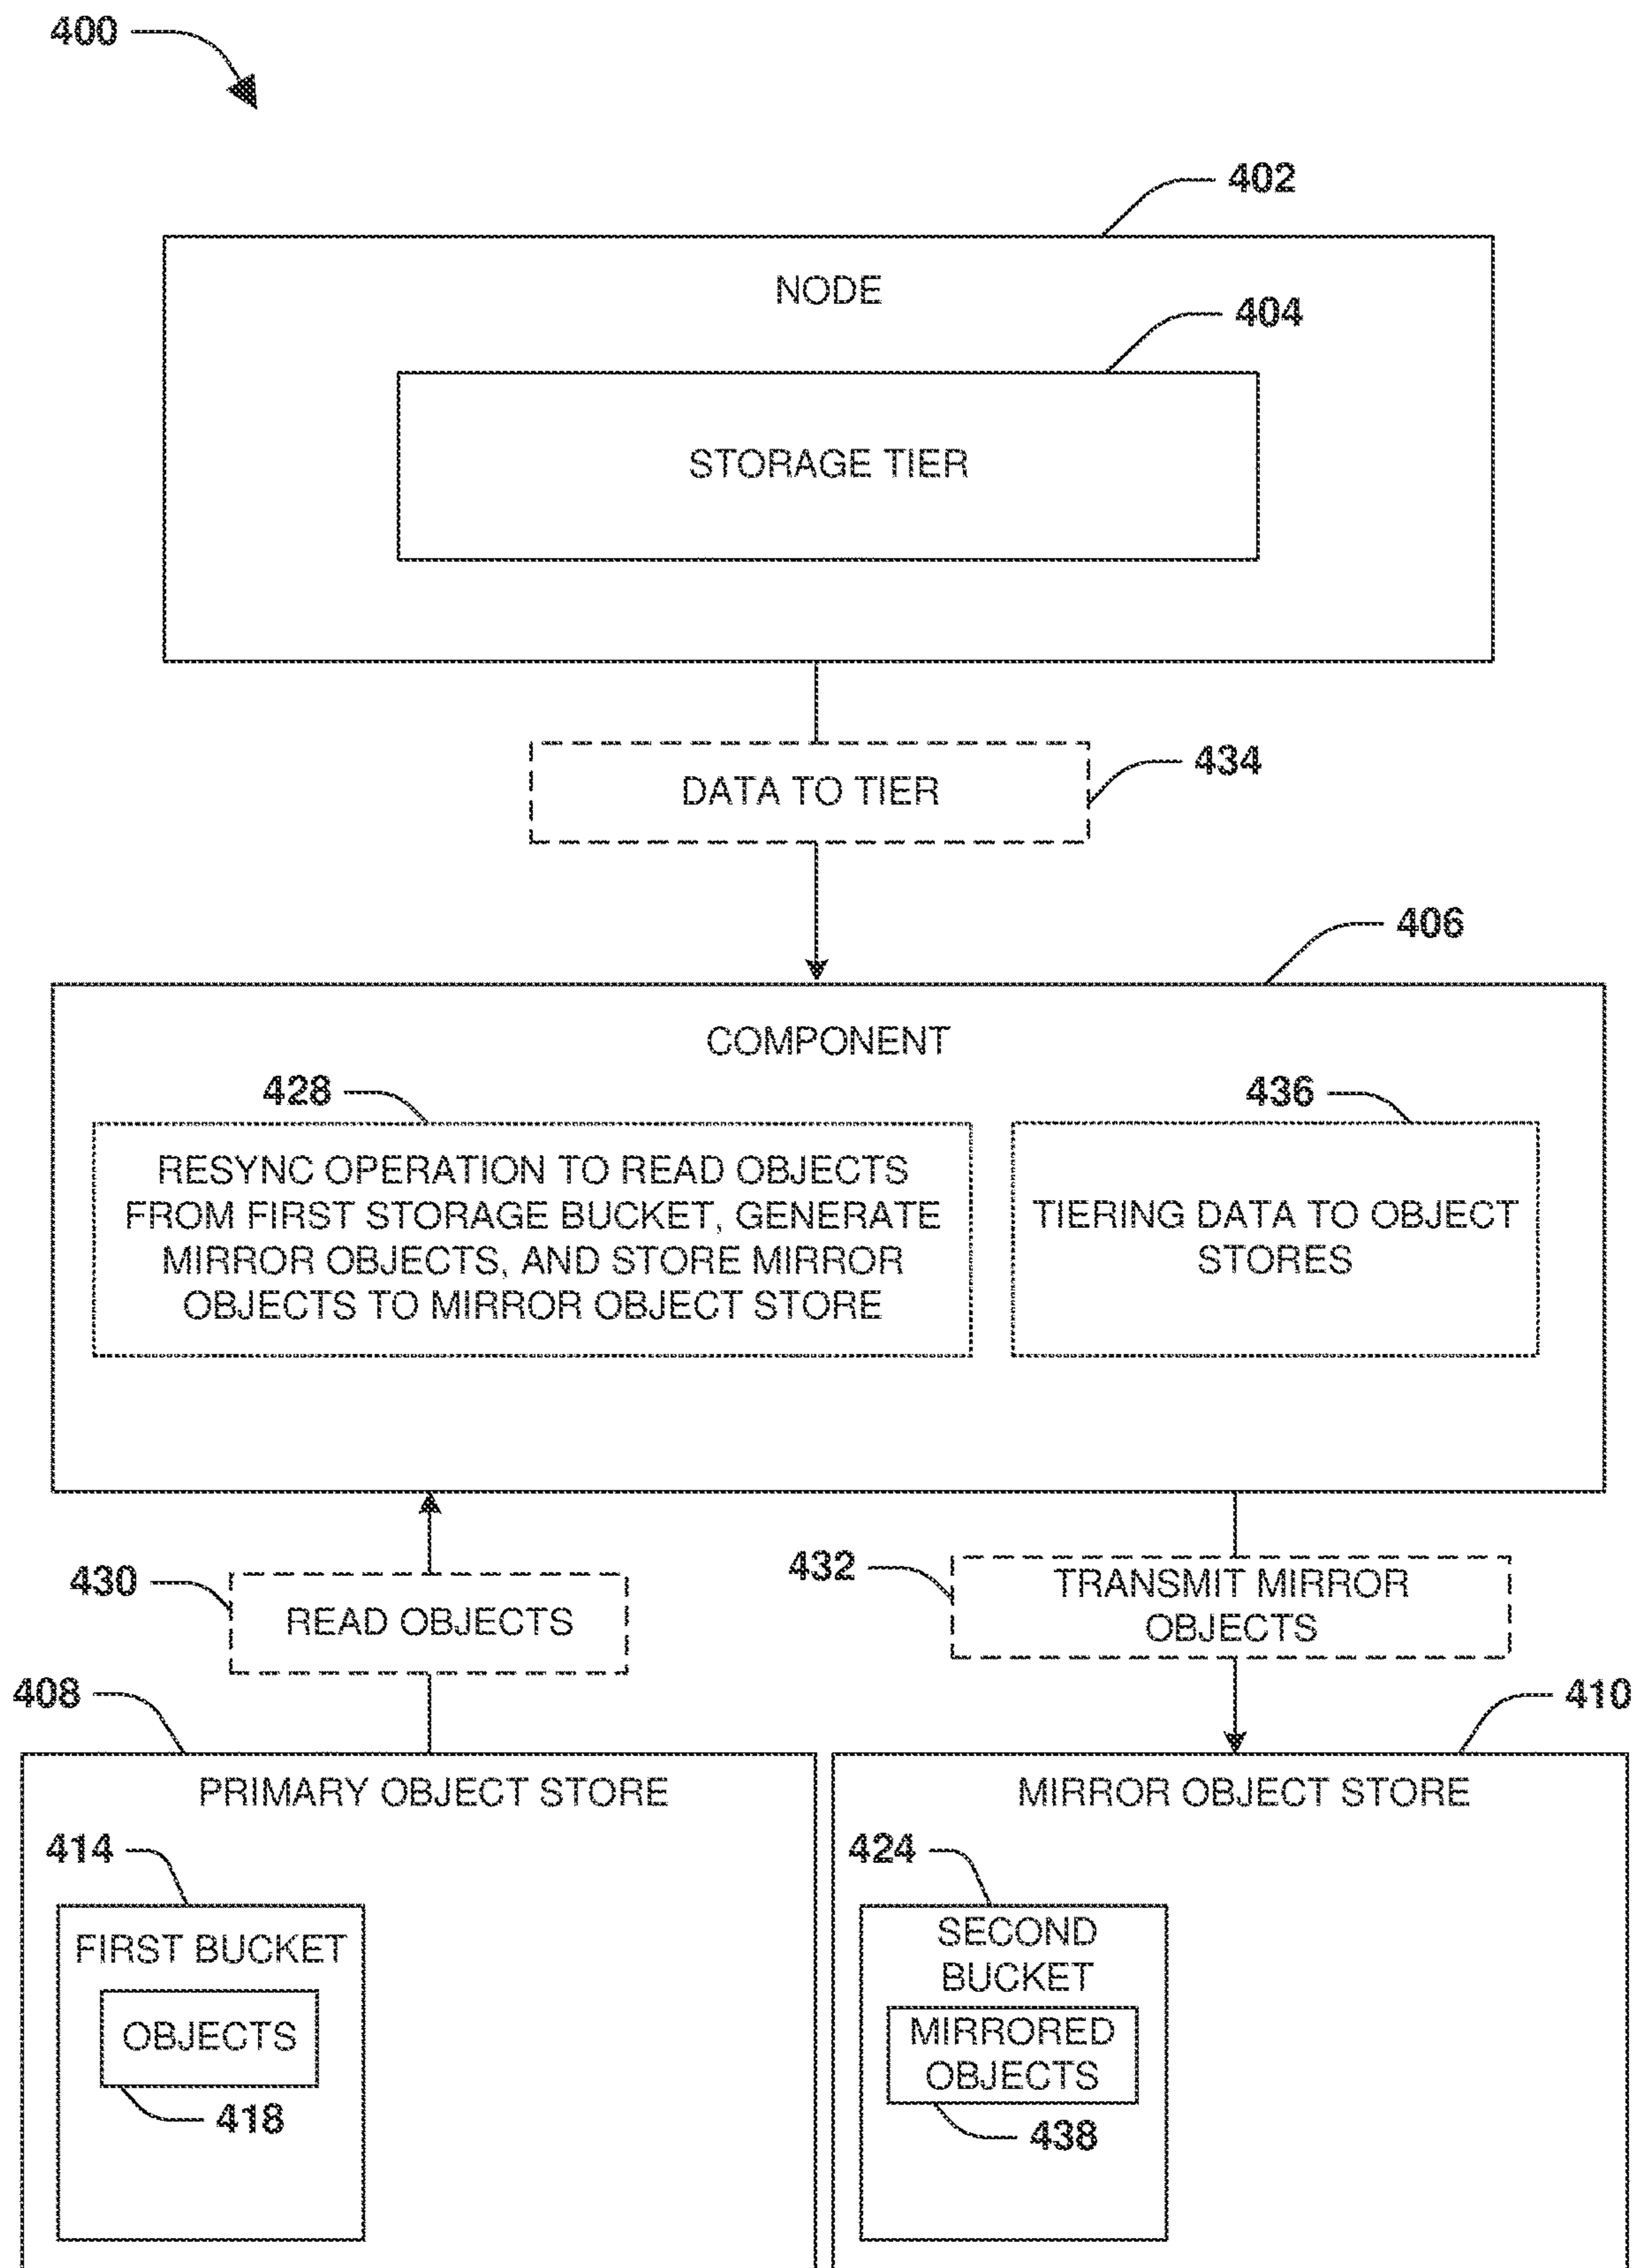 400
402
NODE
404
STORAGE TIER
DATA TO TIER
434
406
COMPONENT
428
436
RESYNC OPERATION TO READ OBJECTS
FROM FIRST STORAGE BUCKET, GENERATE
MIRROR OBJECTS, AND STORE MIRROR
OBJECTS TO MIRROR OBJECT STORE
TIERING DATA TO OBJECT
STORES
430
READ OBJECTS
432
TRANSMIT MIRROR
OBJECTS
408
410
PRIMARY OBJECT STORE
414
FIRST BUCKET
OBJECTS
418
MIRROR OBJECT STORE
424
SECOND
BUCKET
MIRRORED
OBJECTS
438